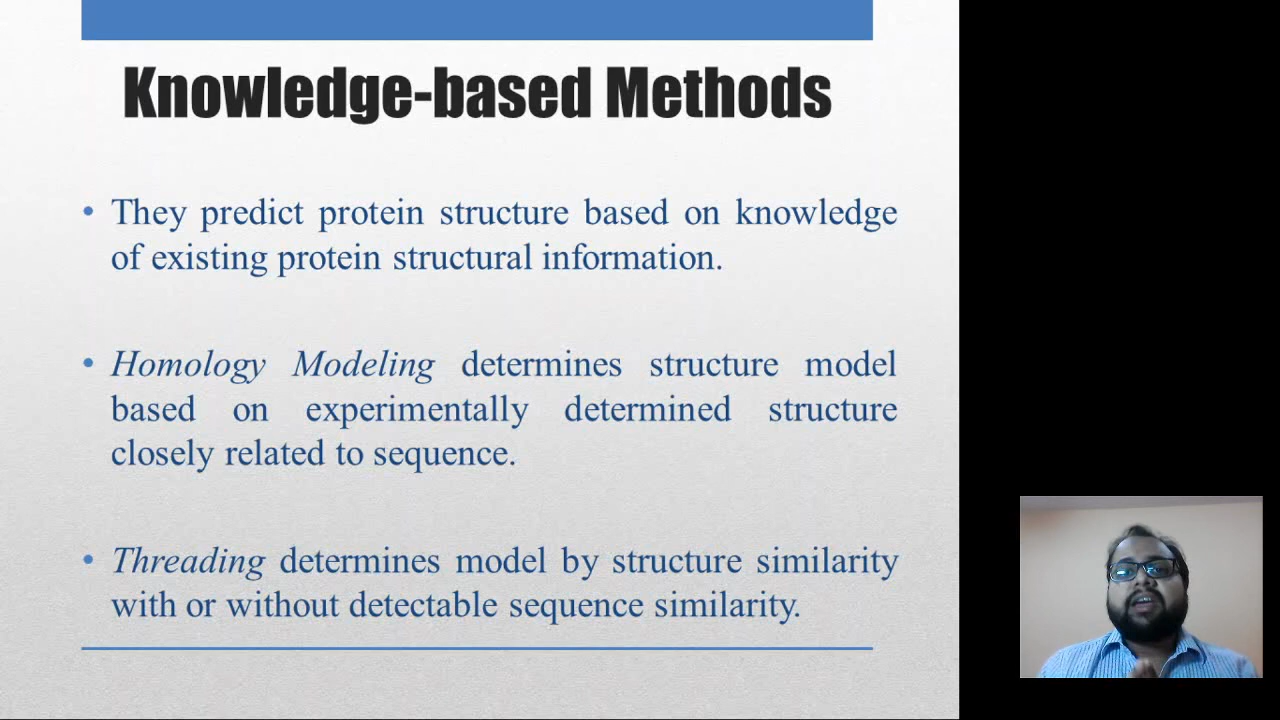 Knowledge-based Methods
• They predict protein structure based on knowledge
of existing protein structural information.
• Homology Modeling determines structure model
based on experimentally determined structure
closely related to sequence.
• Threading determines model by structure similarity
with or without detectable sequence similarity.